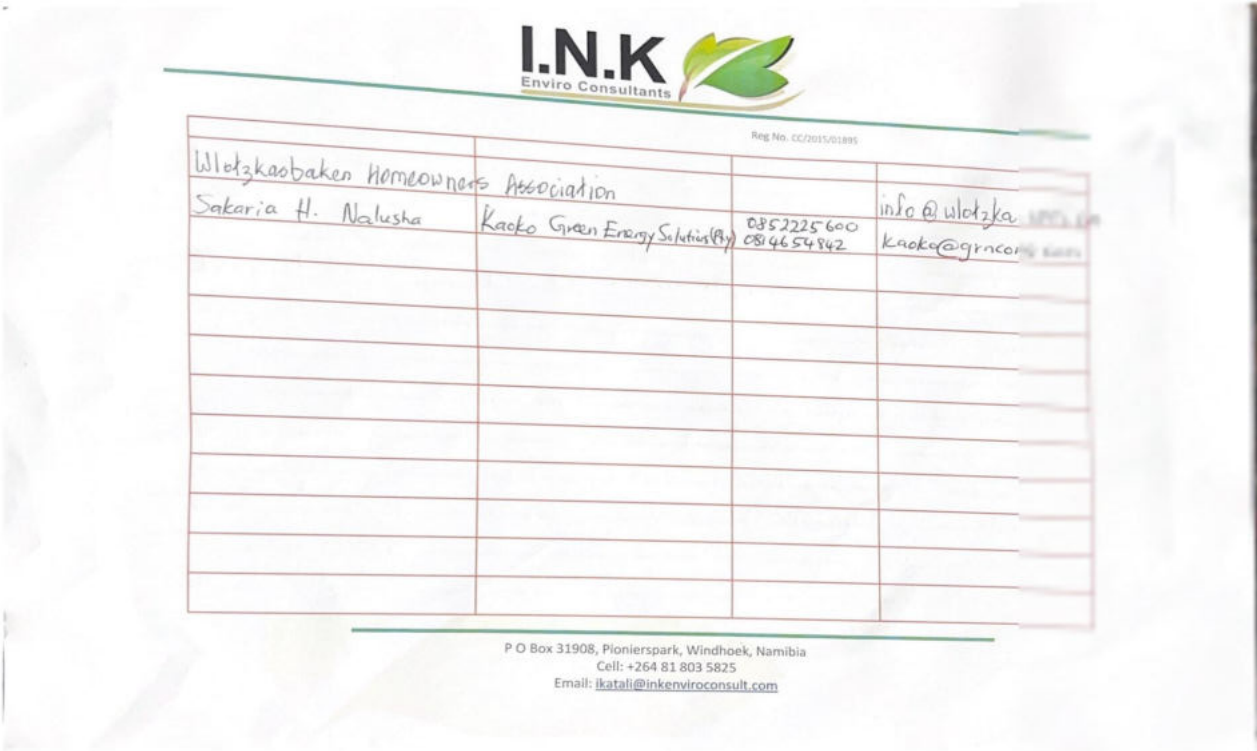 I.N.K
Enviro Consultants
Reg No. CC/2015/01895
Wlotzkasbaken Homeowners Association
info@wlotzka
Sakaria H. Nalusha Kaoko Green Energy Solutions (Pty) 0852225600
0814654842 kaoko@grncon
P O Box 31908, Pionierspark, Windhoek, Namibia
Cell: +264 81 803 5825
Email: ikatali@inkenviroconsult.com